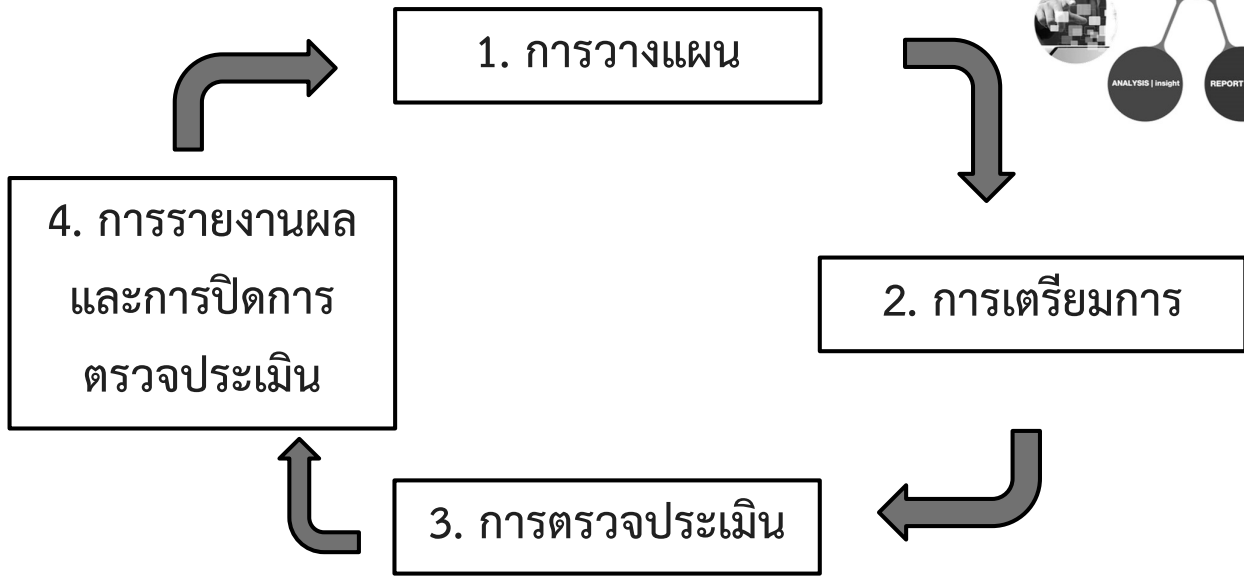 1. การวางแผน
ANALYSIS | insight
REPORT
2. การเตรียมการ
3. การตรวจประเมิน
4. การรายงานผล
และการปิดการ
ตรวจประเมิน